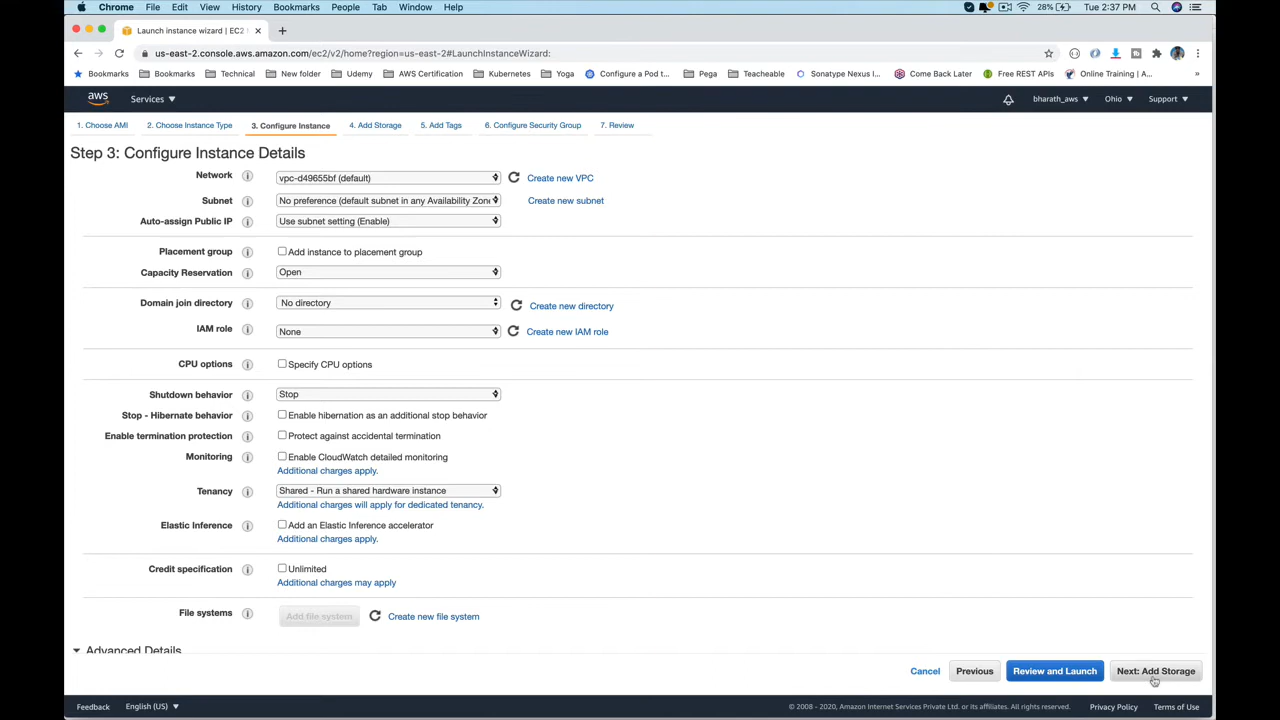 Chrome File Edit View History Bookmarks People Tab Window Help 28% Tue 2:37 PM
Launch instance wizard | EC2
us-east-2.console.aws.amazon.com/ec2/v2/home?region=us-east-2#LaunchInstanceWizard:
Bookmarks Bookmarks Technical New folder Udemy AWS Certification Kubernetes Yoga Configure a Pod t... Pega Teacheable Sonatype Nexus I... Come Back Later Free REST APIs Online Training | A... »
aws Services bharath_aws Ohio Support
1. Choose AMI 2. Choose Instance Type 3. Configure Instance 4. Add Storage 5. Add Tags 6. Configure Security Group 7. Review
Step 3: Configure Instance Details
Network i vpc-d49655bf (default) Create new VPC
Subnet i No preference (default subnet in any Availability Zone Create new subnet
Auto-assign Public IP i Use subnet setting (Enable)
Placement group i Add instance to placement group
Capacity Reservation i Open
Domain join directory i No directory Create new directory
IAM role i None Create new IAM role
CPU options i Specify CPU options
Shutdown behavior i Stop
Stop - Hibernate behavior i Enable hibernation as an additional stop behavior
Enable termination protection i Protect against accidental termination
Monitoring i Enable CloudWatch detailed monitoring
Additional charges apply.
Tenancy i Shared - Run a shared hardware instance
Additional charges will apply for dedicated tenancy.
Elastic Inference i Add an Elastic Inference accelerator
Additional charges apply.
Credit specification i Unlimited
Additional charges may apply
File systems i Add file system Create new file system
Advanced Details
Cancel Previous Review and Launch Next: Add Storage
Feedback English (US) © 2008 - 2020, Amazon Internet Services Private Ltd. or its affiliates. All rights reserved. Privacy Policy Terms of Use